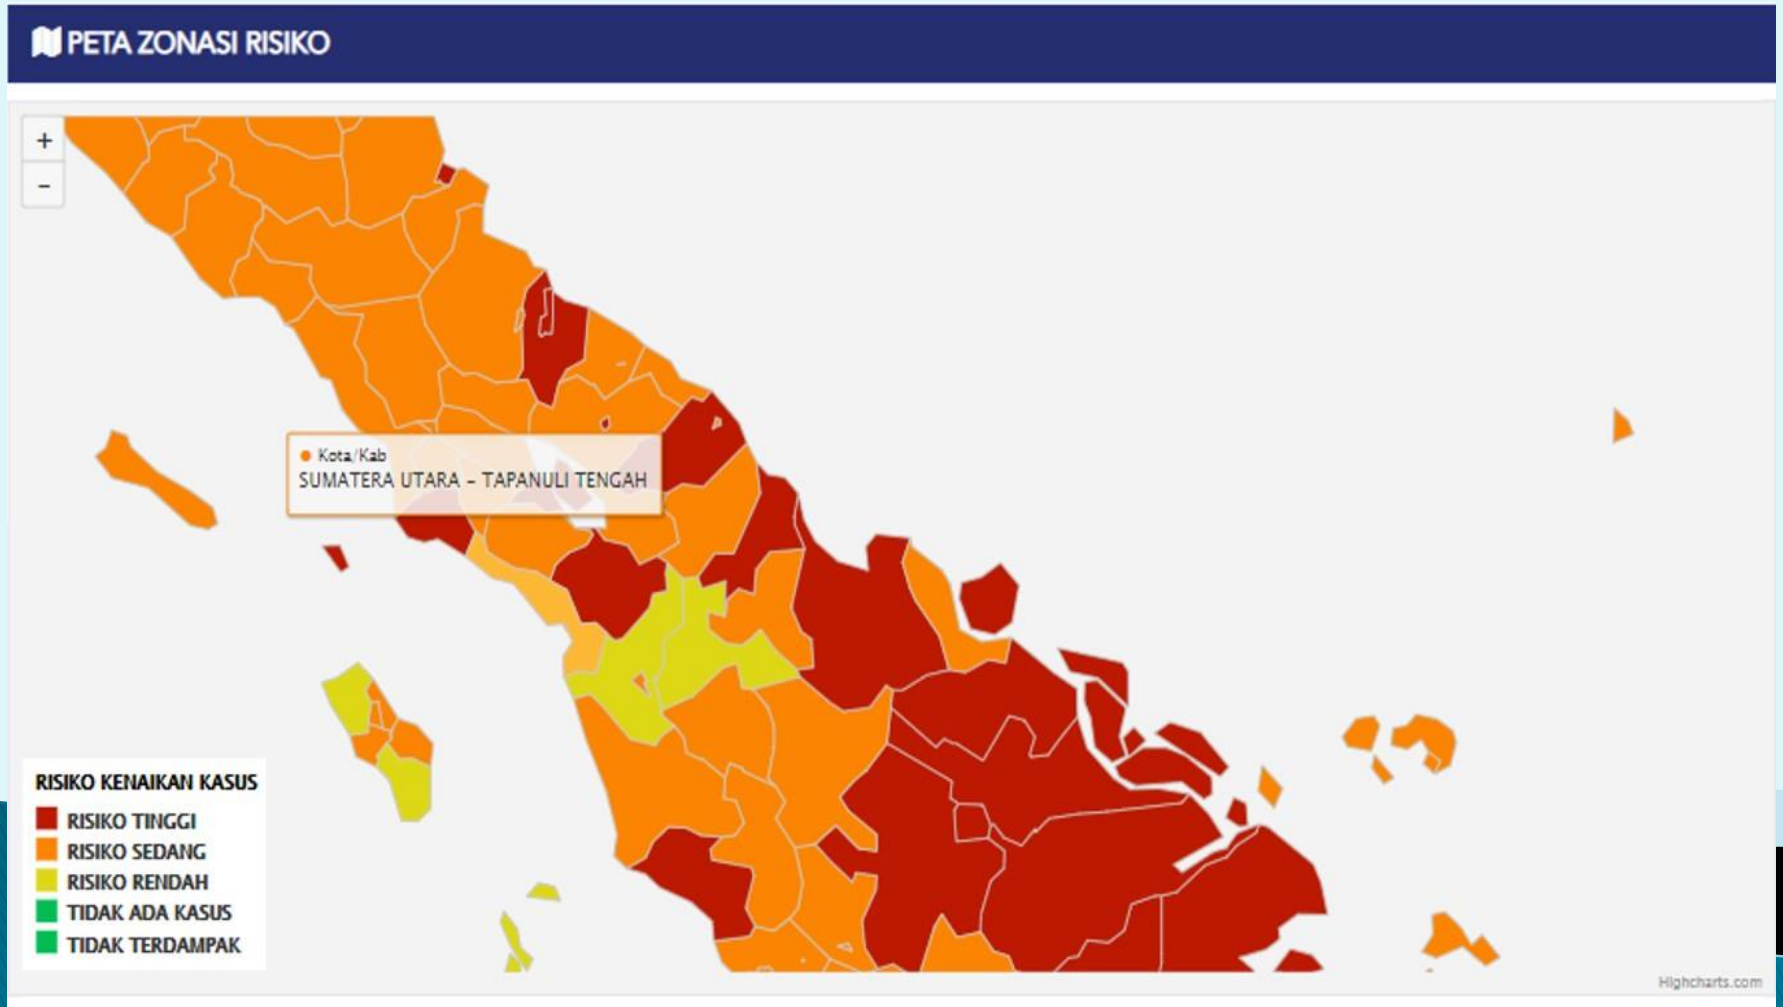 PETA ZONASI RISIKO
+
-
Kota/Kab
SUMATERA UTARA - TAPANULI TENGAH
RISIKO KENAIKAN KASUS
RISIKO TINGGI
RISIKO SEDANG
RISIKO RENDAH
TIDAK ADA KASUS
TIDAK TERDAMPAK
Highcharts.com